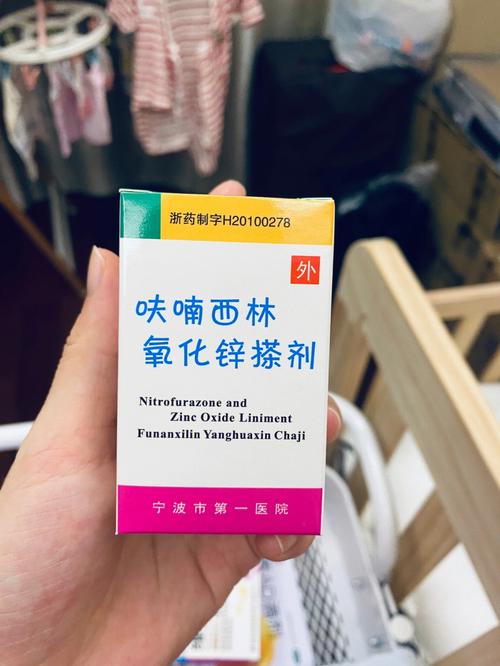 浙药制字H20100278
外
呋喃西林
氧化锌搽剂
Nitrofurazone and
Zinc Oxide Liniment
Funanxilin Yanghuaxin Chaji
宁波市第一医院